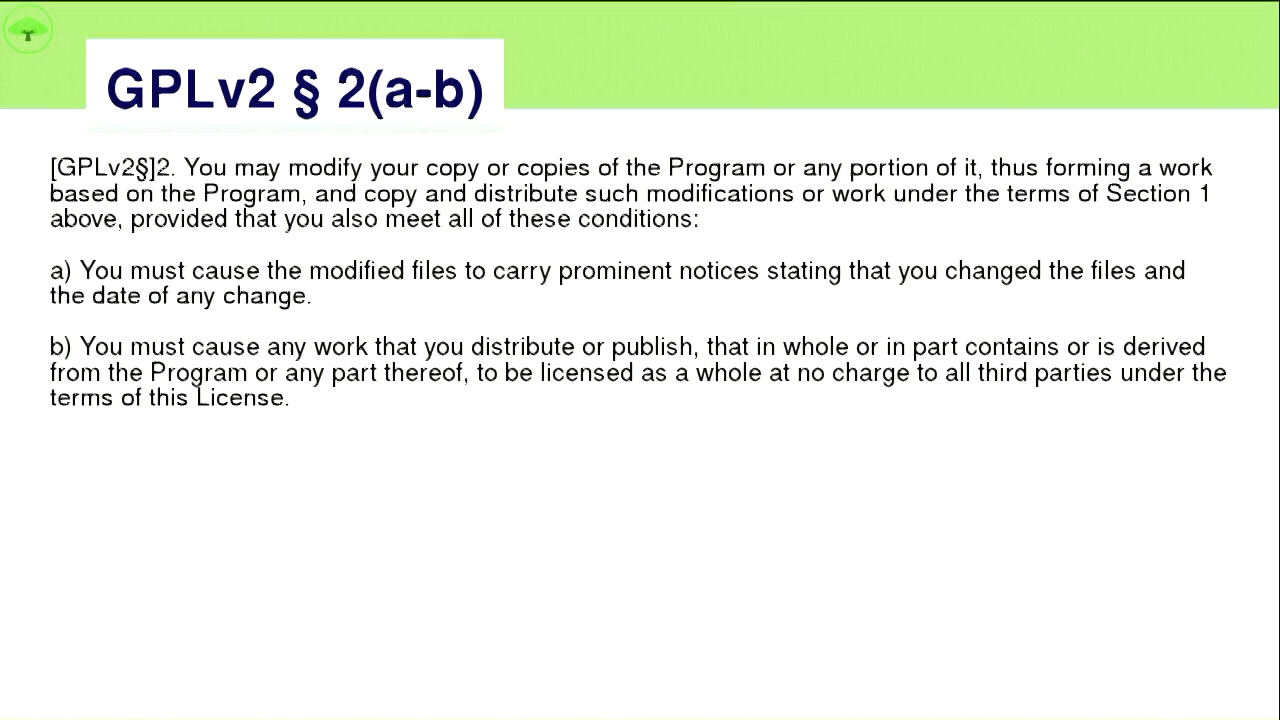 GPLv2 § 2(a-b)
[GPLv2§]2. You may modify your copy or copies of the Program or any portion of it, thus forming a work
based on the Program, and copy and distribute such modifications or work under the terms of Section 1
above, provided that you also meet all of these conditions:
a) You must cause the modified files to carry prominent notices stating that you changed the files and
the date of any change.
b) You must cause any work that you distribute or publish, that in whole or in part contains or is derived
from the Program or any part thereof, to be licensed as a whole at no charge to all third parties under the
terms of this License.